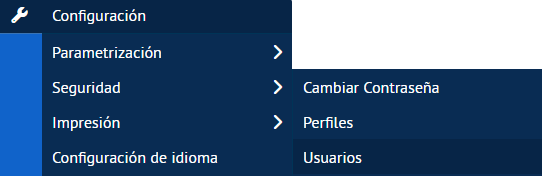 Configuración
Parametrización
Seguridad
Cambiar Contraseña
Impresión
Perfiles
Configuración de idioma
Usuarios